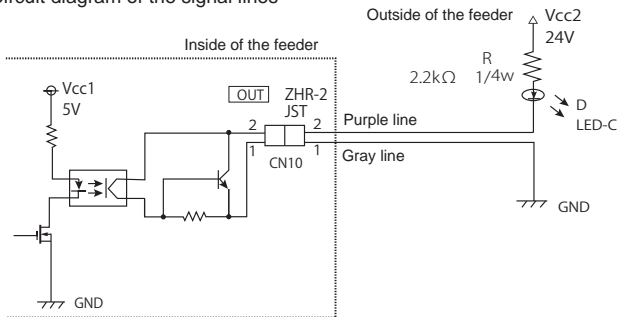 Circuit diagram of the signal lines
Outside of the feeder
Vcc2
24V
Inside of the feeder
R
2.2kΩ 1/4w
Vcc1
5V
OUT
ZHR-2
JST
D
LED-C
2 2
Purple line
1 1
Gray line
CN10
GND
GND